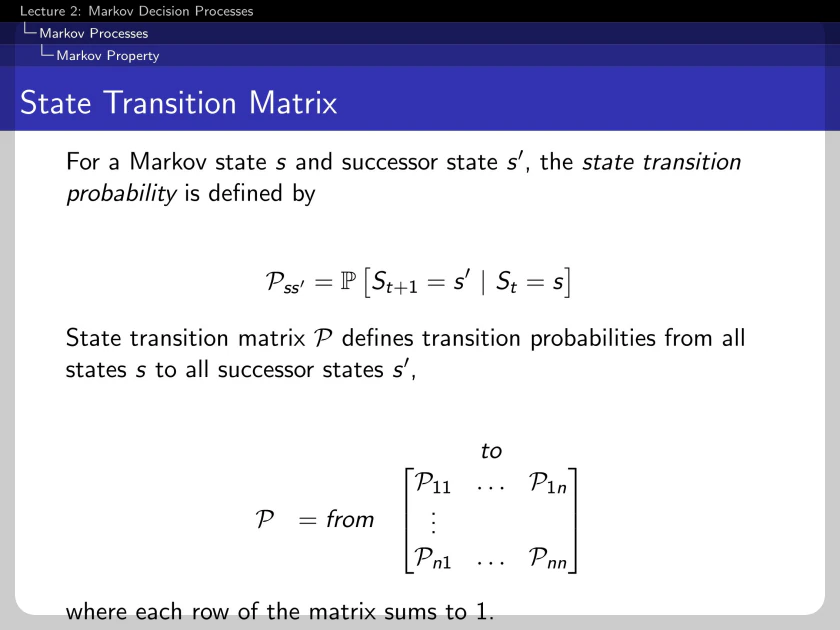 Lecture 2: Markov Decision Processes
Markov Processes
Markov Property
State Transition Matrix
For a Markov state s and successor state s′, the state transition
probability is defined by
𝒫ss′ = ℙ [St+1 = s′ | St = s]
State transition matrix 𝒫 defines transition probabilities from all
states s to all successor states s′,
to
𝒫11 … 𝒫1n
𝒫 = from ⋮
𝒫n1 … 𝒫nn
where each row of the matrix sums to 1.